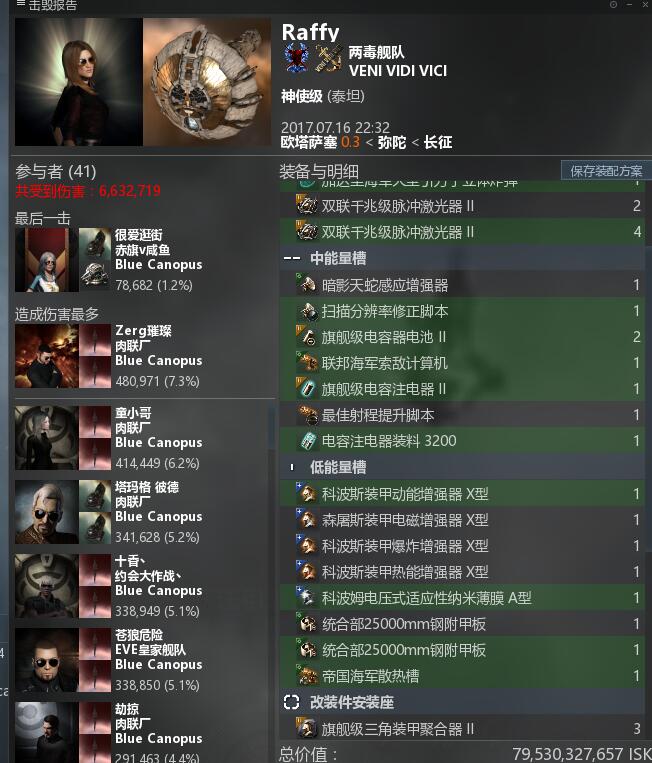 击毁报告
Raffy
两毒舰队
VENI VIDI VICI
神使级 (泰坦)
2017.07.16 22:32
欧塔萨塞 0.3 < 弥陀 < 长征
参与者 (41)
共受到伤害：6,632,719
最后一击
很爱逛街
赤旗v咸鱼
Blue Canopus
78,682 (1.2%)
造成伤害最多
Zerg璀璨
肉联厂
Blue Canopus
480,971 (7.3%)
童小哥
肉联厂
Blue Canopus
414,449 (6.2%)
塔玛格 彼德
肉联厂
Blue Canopus
341,628 (5.2%)
十香丶
约会大作战丶
Blue Canopus
338,949 (5.1%)
苍狼危险
EVE皇家舰队
Blue Canopus
338,850 (5.1%)
劫掠
肉联厂
Blue Canopus
291,463 (4.4%)
装备与明细
保存装配方案
双联千兆级脉冲激光器 II 2
双联千兆级脉冲激光器 II 4
中能量槽
暗影天蛇感应增强器 1
扫描分辨率修正脚本 1
旗舰级电容器电池 II 2
联邦海军索敌计算机 1
旗舰级电容注电器 II 1
最佳射程提升脚本 1
电容注电器装料 3200 1
低能量槽
科波斯装甲动能增强器 X型 1
森屠斯装甲电磁增强器 X型 1
科波斯装甲爆炸增强器 X型 1
科波斯装甲热能增强器 X型 1
科波姆电压式适应性纳米薄膜 A型 1
统合部25000mm钢附甲板 1
统合部25000mm钢附甲板 1
帝国海军散热槽 1
改装件安装座
旗舰级三角装甲聚合器 II 3
总价值： 79,530,327,657 ISK